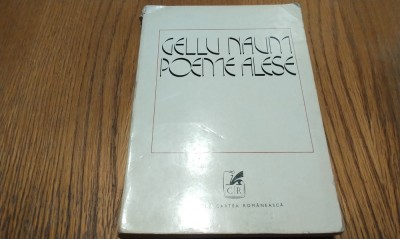 GELLU NAUM
POEME ALESE
CR
CARTEA ROMÂNEASCĂ